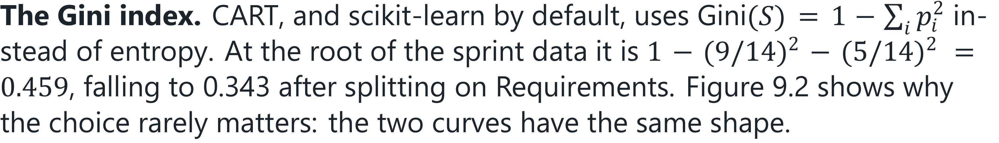 The Gini index. CART, and scikit-learn by default, uses Gini(S) = 1 − ∑ᵢ pᵢ² in-
stead of entropy. At the root of the sprint data it is 1 − (9/14)² − (5/14)² =
0.459, falling to 0.343 after splitting on Requirements. Figure 9.2 shows why
the choice rarely matters: the two curves have the same shape.